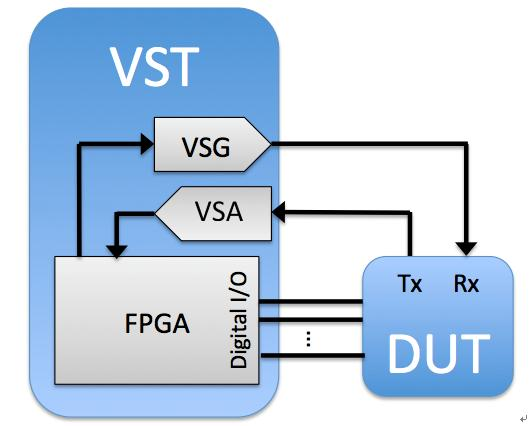 VST
VSG
VSA
FPGA
Digital I/O
...
Tx Rx
DUT